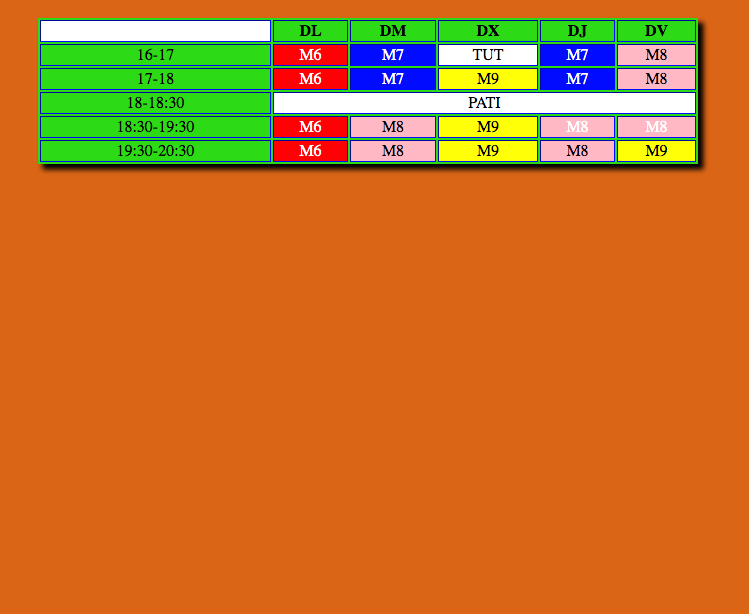 DL DM DX DJ DV
16-17 M6 M7 TUT M7 M8
17-18 M6 M7 M9 M7 M8
18-18:30 PATI
18:30-19:30 M6 M8 M9 M8 M8
19:30-20:30 M6 M8 M9 M8 M9